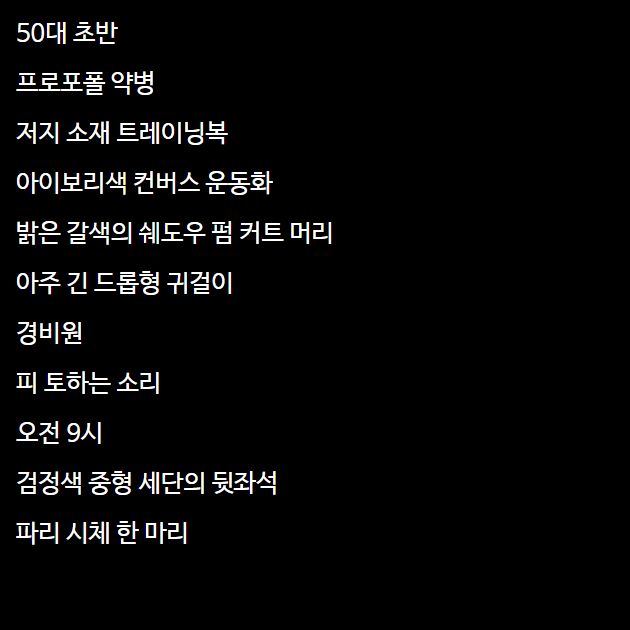 50대 초반
프로포폴 약병
저지 소재 트레이닝복
아이보리색 컨버스 운동화
밝은 갈색의 쉐도우 펌 커트 머리
아주 긴 드롭형 귀걸이
경비원
피 토하는 소리
오전 9시
검정색 중형 세단의 뒷좌석
파리 시체 한 마리